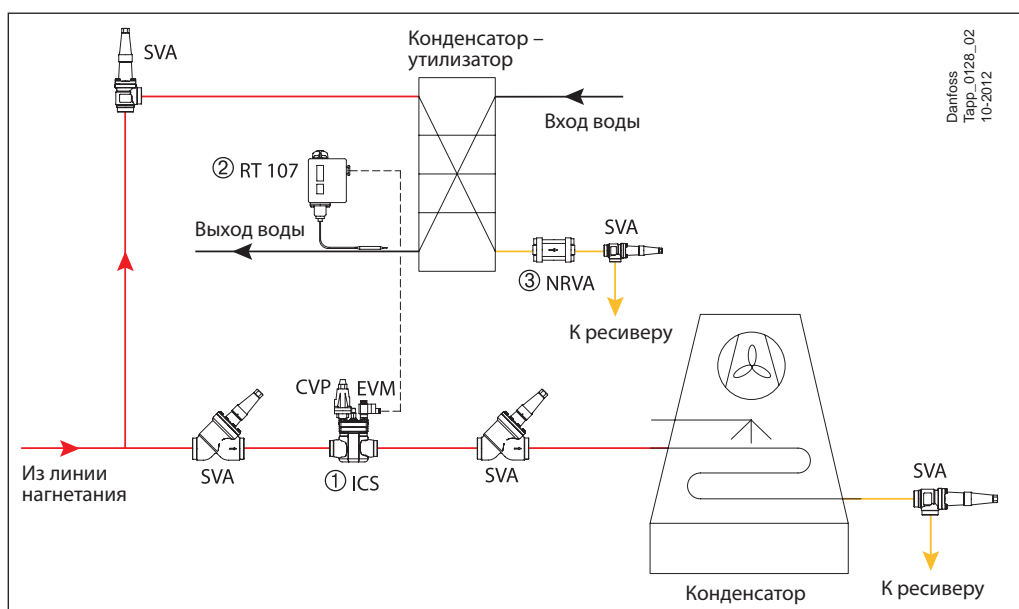 SVA
Конденсатор –
утилизатор
Danfoss
Tapp_0128_02
10-2012
Вход воды
② RT 107
Выход воды
SVA
③ NRVA
К ресиверу
CVP
EVM
Из линии
нагнетания
SVA
① ICS
SVA
SVA
Конденсатор
К ресиверу